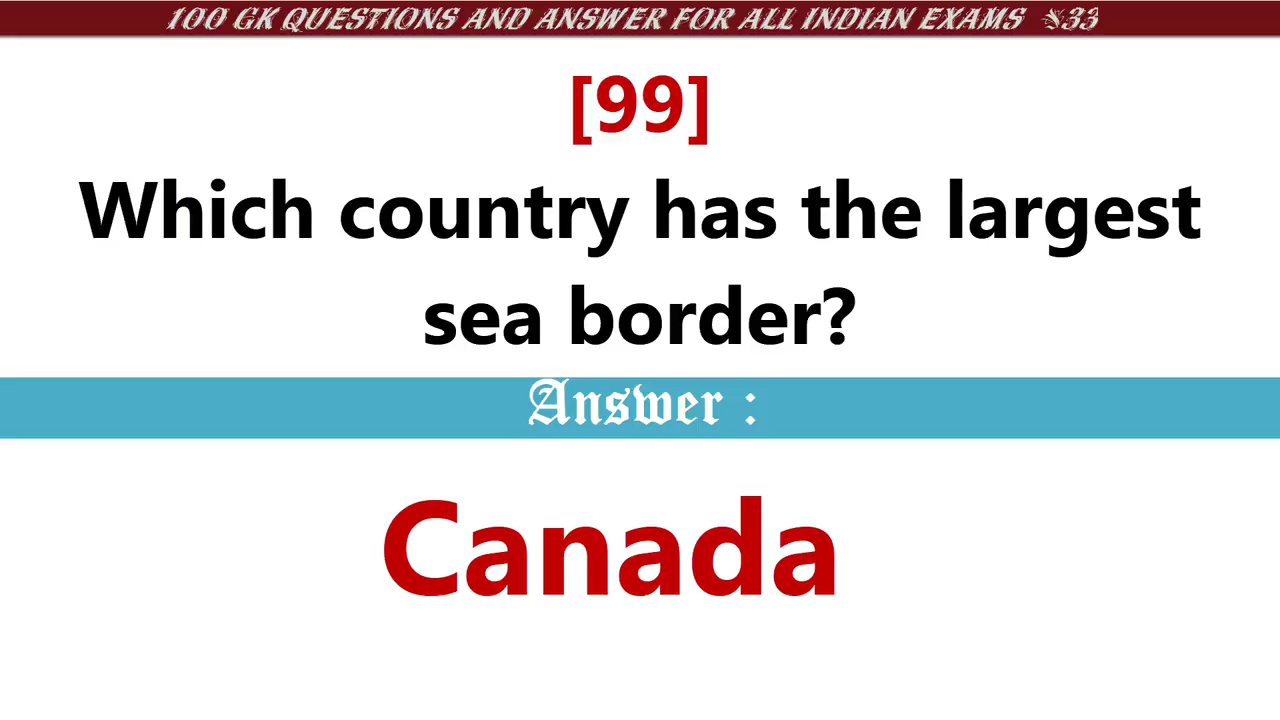 100 GK QUESTIONS AND ANSWER FOR ALL INDIAN EXAMS
[99]
Which country has the largest
sea border?
Answer :
Canada